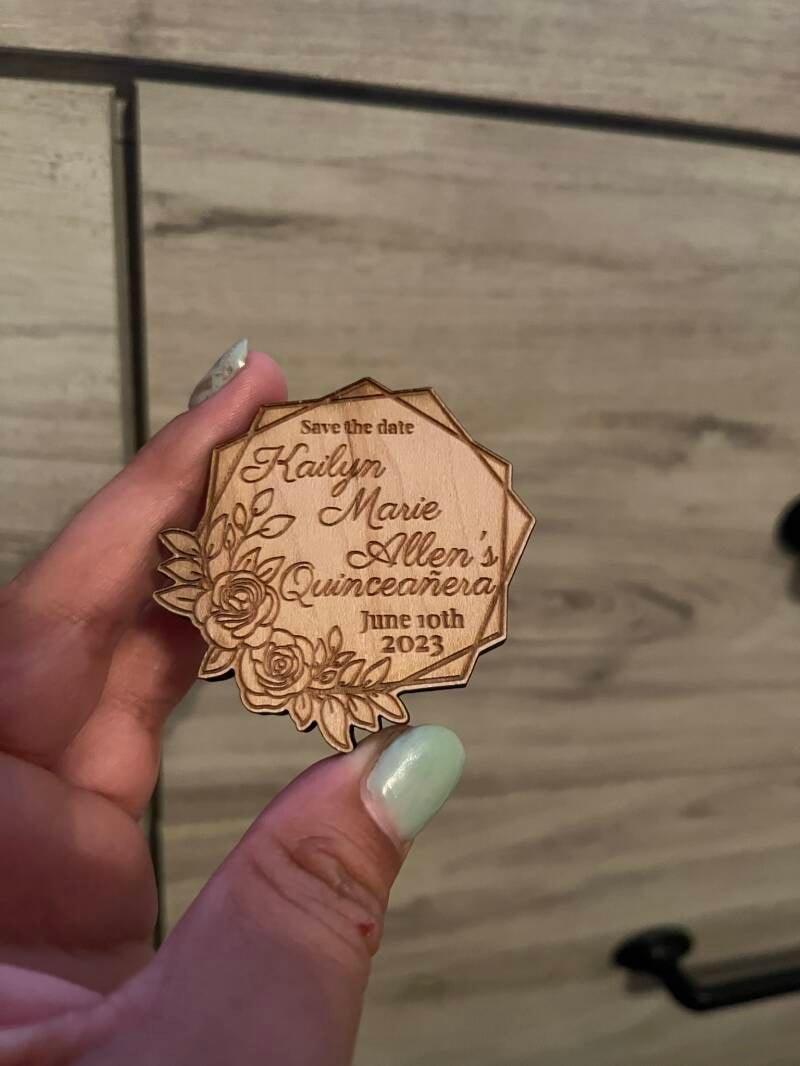 Save the date
Kailyn
Marie
Allen's
Quinceañera
June 10th
2023